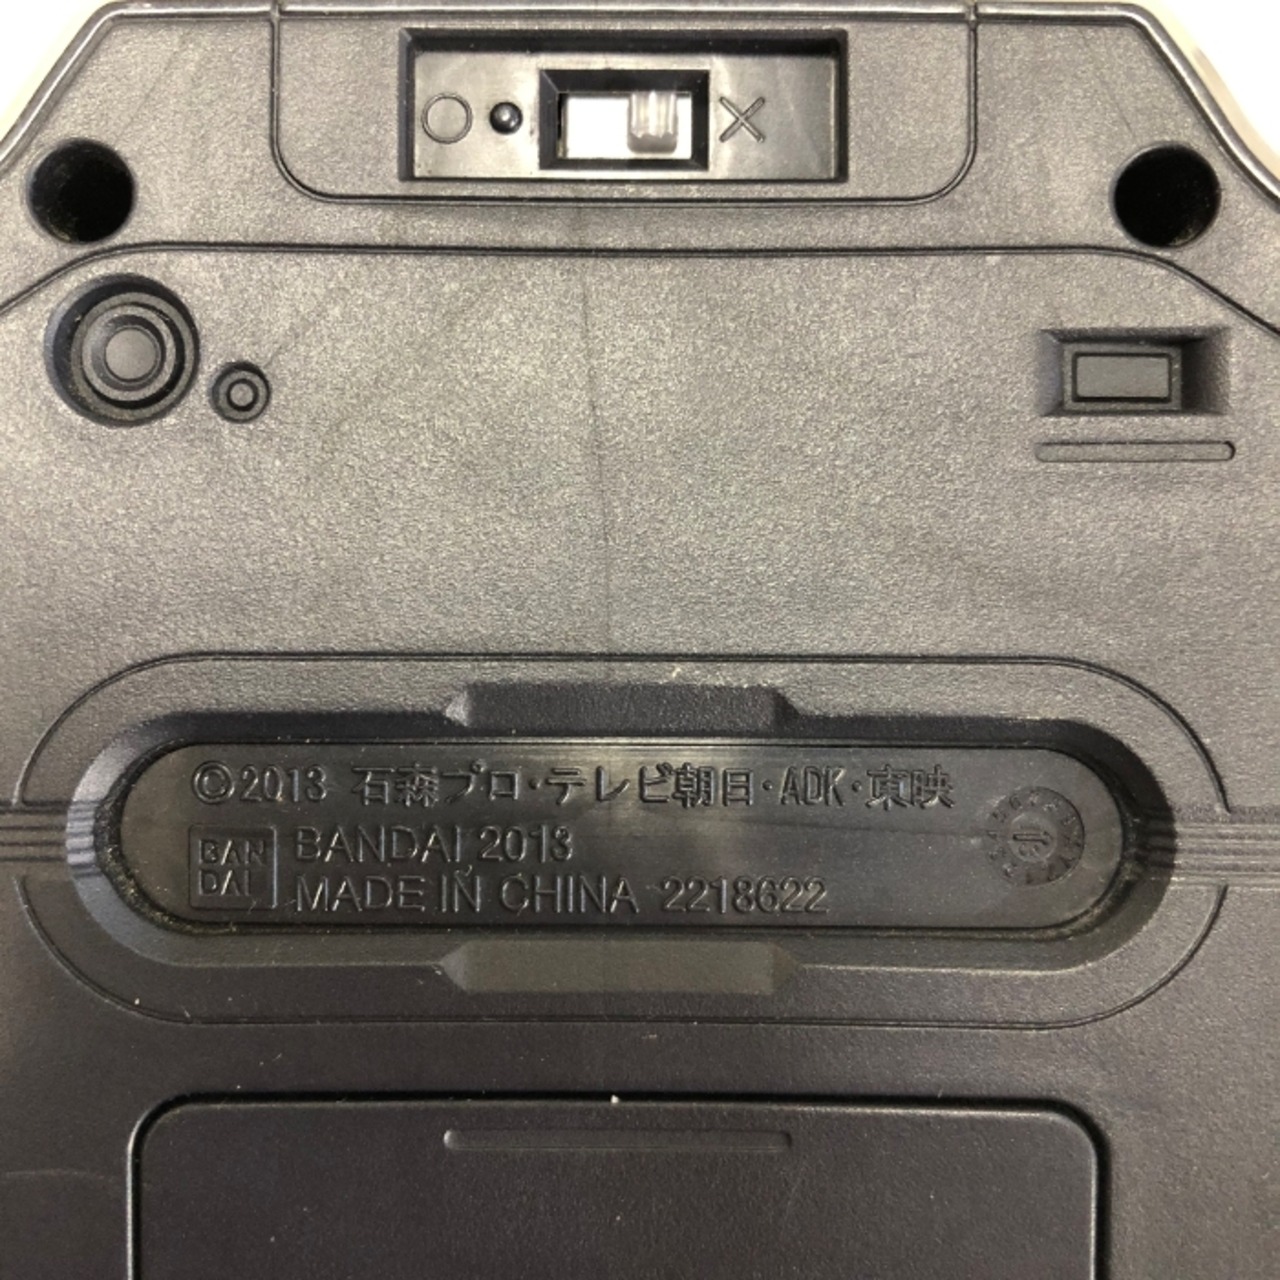 ©2013 石森プロ・テレビ朝日・ADK・東映
BAN
DAI
BANDAI 2013
MADE IN CHINA 2218622